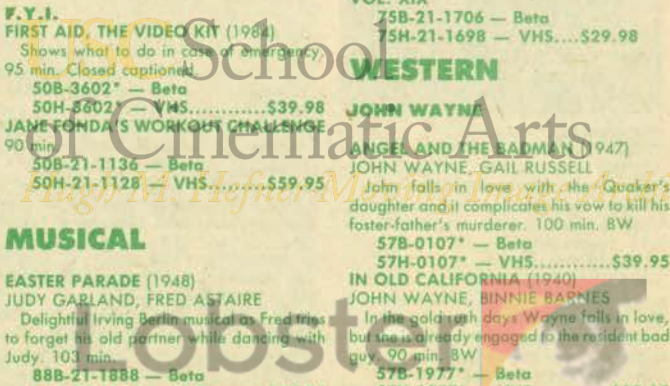 F.Y.I.
FIRST AID, THE VIDEO KIT (1984)
Shows what to do in case of emergency.
95 min. Closed captioned.
50B-3602* — Beta
50H-3602* — VHS............$39.98
JANE FONDA'S WORKOUT CHALLENGE
90 min.
50B-21-1136 — Beta
50H-21-1128 — VHS..........$59.95
MUSICAL
EASTER PARADE (1948)
JUDY GARLAND, FRED ASTAIRE
Delightful Irving Berlin musical as Fred tries
to forget his old partner while dancing with
Judy. 103 min.
88B-21-1888 — Beta
VOL. XIX
75B-21-1706 — Beta
75H-21-1698 — VHS....$29.98
WESTERN
JOHN WAYNE
ANGEL AND THE BADMAN (1947)
JOHN WAYNE, GAIL RUSSELL
John falls in love with the Quaker's
daughter and it complicates his vow to kill his
foster-father's murderer. 100 min. BW
57B-0107* — Beta
57H-0107* — VHS............$39.95
IN OLD CALIFORNIA (1940)
JOHN WAYNE, BINNIE BARNES
In the gold rush days Wayne falls in love,
but she is already engaged to the resident bad
guy. 90 min. BW
57B-1977* — Beta
USC School
of Cinematic Arts
Hugh M. Hefner Moving Image
Lobster